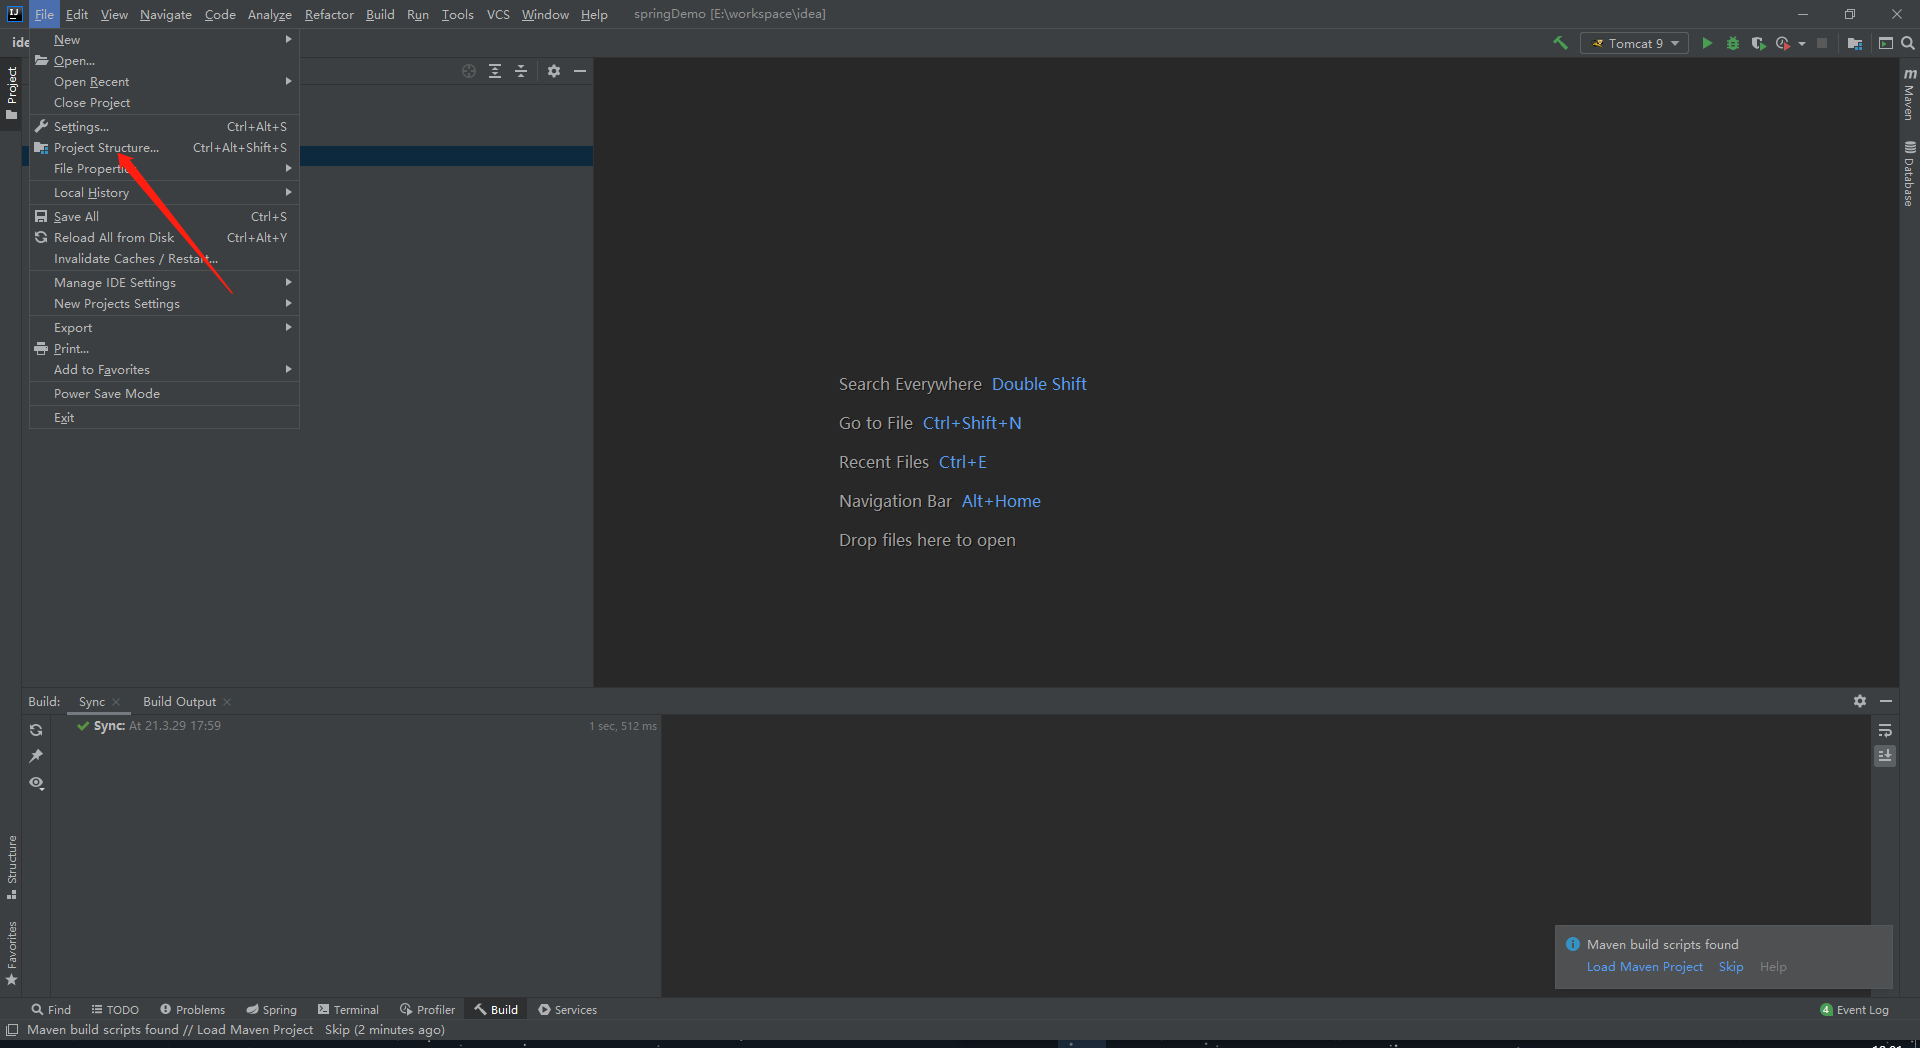 File Edit View Navigate Code Analyze Refactor Build Run Tools VCS Window Help springDemo [E:\workspace\idea]
ide
Tomcat 9
New
Open...
Open Recent
Close Project
Settings... Ctrl+Alt+S
Project Structure... Ctrl+Alt+Shift+S
File Properti
Local History
Save All Ctrl+S
Reload All from Disk Ctrl+Alt+Y
Invalidate Caches / Restart...
Manage IDE Settings
New Projects Settings
Export
Print...
Add to Favorites
Power Save Mode
Exit
Project
Structure
Favorites
Search Everywhere Double Shift
Go to File Ctrl+Shift+N
Recent Files Ctrl+E
Navigation Bar Alt+Home
Drop files here to open
m Maven
Database
Build: Sync Build Output
Sync: At 21.3.29 17:59 1 sec, 512 ms
Maven build scripts found
Load Maven Project Skip Help
Find TODO Problems Spring Terminal Profiler Build Services 4 Event Log
Maven build scripts found // Load Maven Project Skip (2 minutes ago)